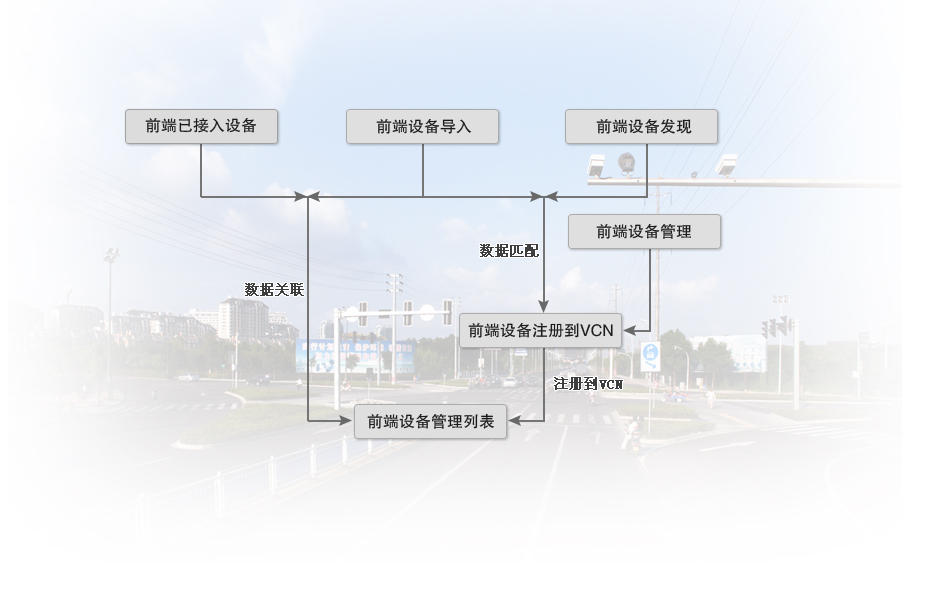 前端已接入设备
前端设备导入
前端设备发现
前端设备管理
数据匹配
数据关联
前端设备注册到VCN
注册到VCN
前端设备管理列表